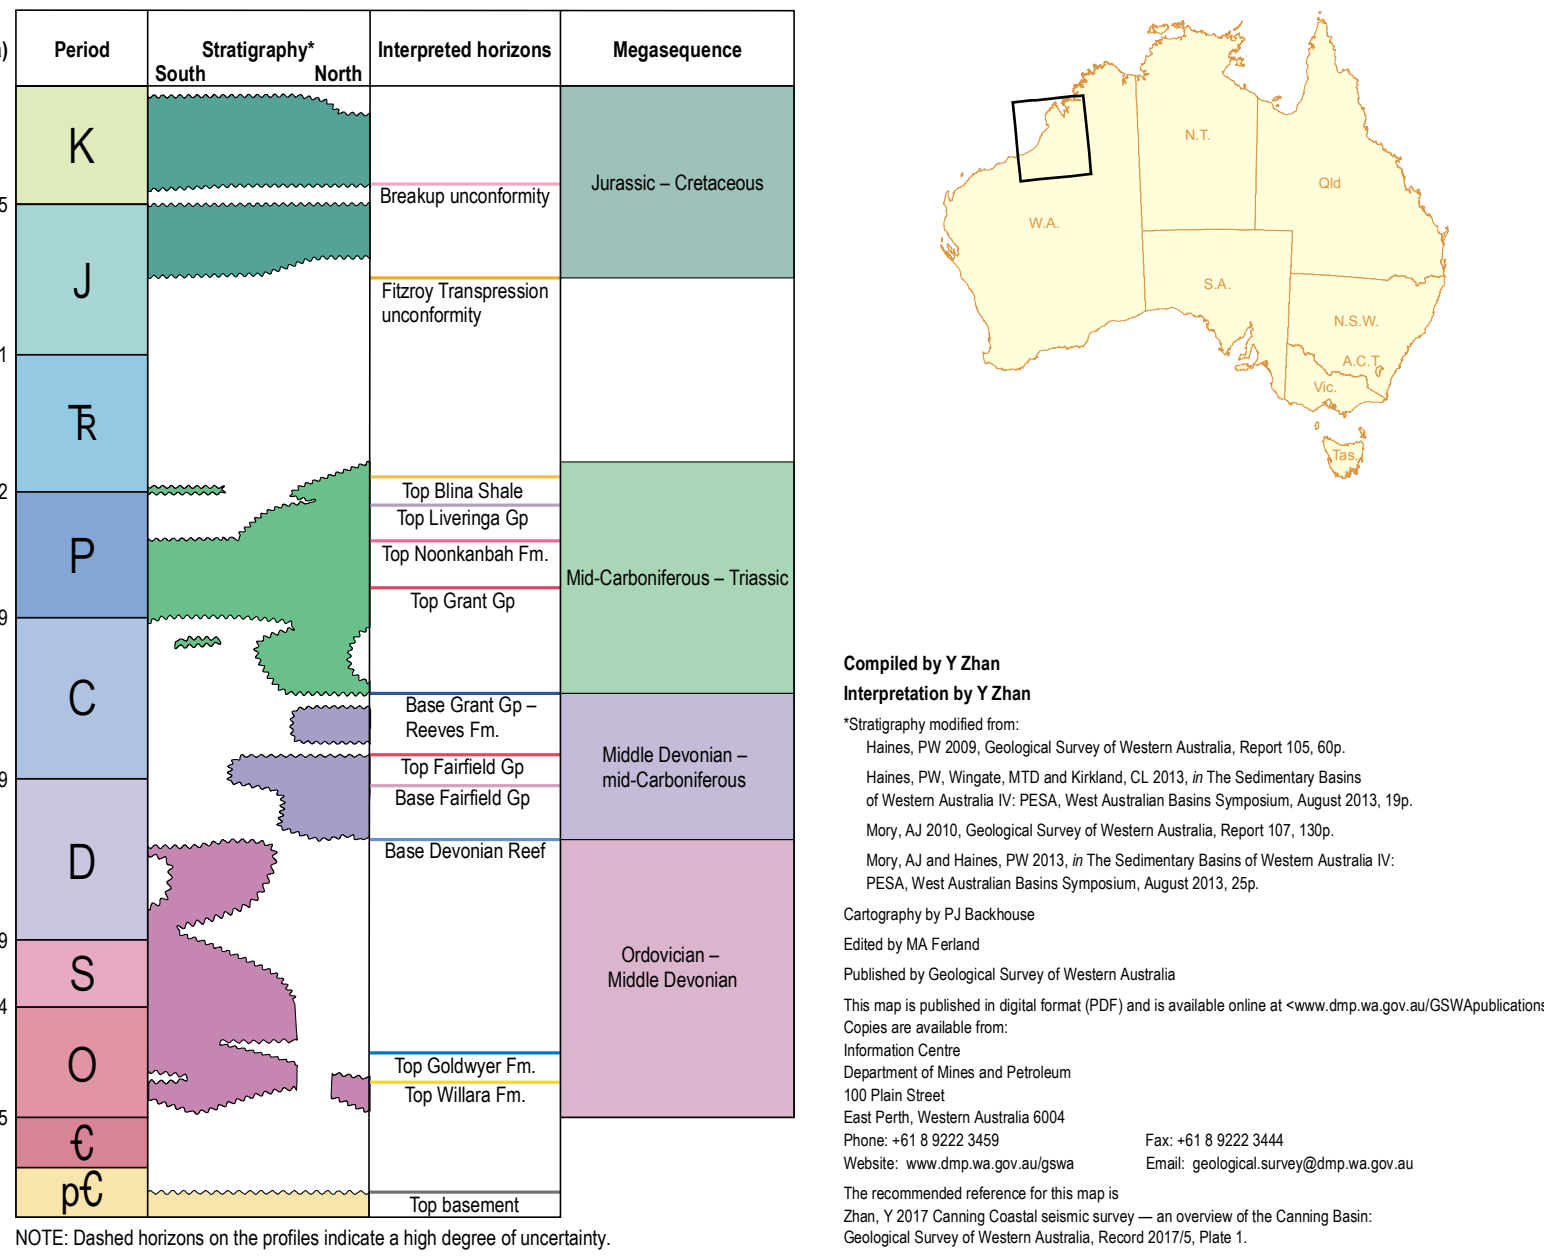 a)
Period
Stratigraphy*
South
North
Interpreted horizons
Megasequence
K
Jurassic – Cretaceous
Breakup unconformity
5
J
Fitzroy Transpression
unconformity
1
TR
Top Blina Shale
2
Top Liveringa Gp
P
Top Noonkanbah Fm.
Mid-Carboniferous – Triassic
Top Grant Gp
9
C
Base Grant Gp –
Reeves Fm.
Middle Devonian –
mid-Carboniferous
Top Fairfield Gp
9
Base Fairfield Gp
D
Base Devonian Reef
9
S
Ordovician –
Middle Devonian
4
O
Top Goldwyer Fm.
Top Willara Fm.
5
Ꞓ
pꞒ
Top basement
NOTE: Dashed horizons on the profiles indicate a high degree of uncertainty.
N.T.
Qld
W.A.
S.A.
N.S.W.
A.C.T.
Vic.
Tas.
Compiled by Y Zhan
Interpretation by Y Zhan
*Stratigraphy modified from:
Haines, PW 2009, Geological Survey of Western Australia, Report 105, 60p.
Haines, PW, Wingate, MTD and Kirkland, CL 2013, in The Sedimentary Basins
of Western Australia IV: PESA, West Australian Basins Symposium, August 2013, 19p.
Mory, AJ 2010, Geological Survey of Western Australia, Report 107, 130p.
Mory, AJ and Haines, PW 2013, in The Sedimentary Basins of Western Australia IV:
PESA, West Australian Basins Symposium, August 2013, 25p.
Cartography by PJ Backhouse
Edited by MA Ferland
Published by Geological Survey of Western Australia
This map is published in digital format (PDF) and is available online at <www.dmp.wa.gov.au/GSWApublications
Copies are available from:
Information Centre
Department of Mines and Petroleum
100 Plain Street
East Perth, Western Australia 6004
Phone: +61 8 9222 3459 Fax: +61 8 9222 3444
Website: www.dmp.wa.gov.au/gswa Email: geological.survey@dmp.wa.gov.au
The recommended reference for this map is
Zhan, Y 2017 Canning Coastal seismic survey — an overview of the Canning Basin:
Geological Survey of Western Australia, Record 2017/5, Plate 1.